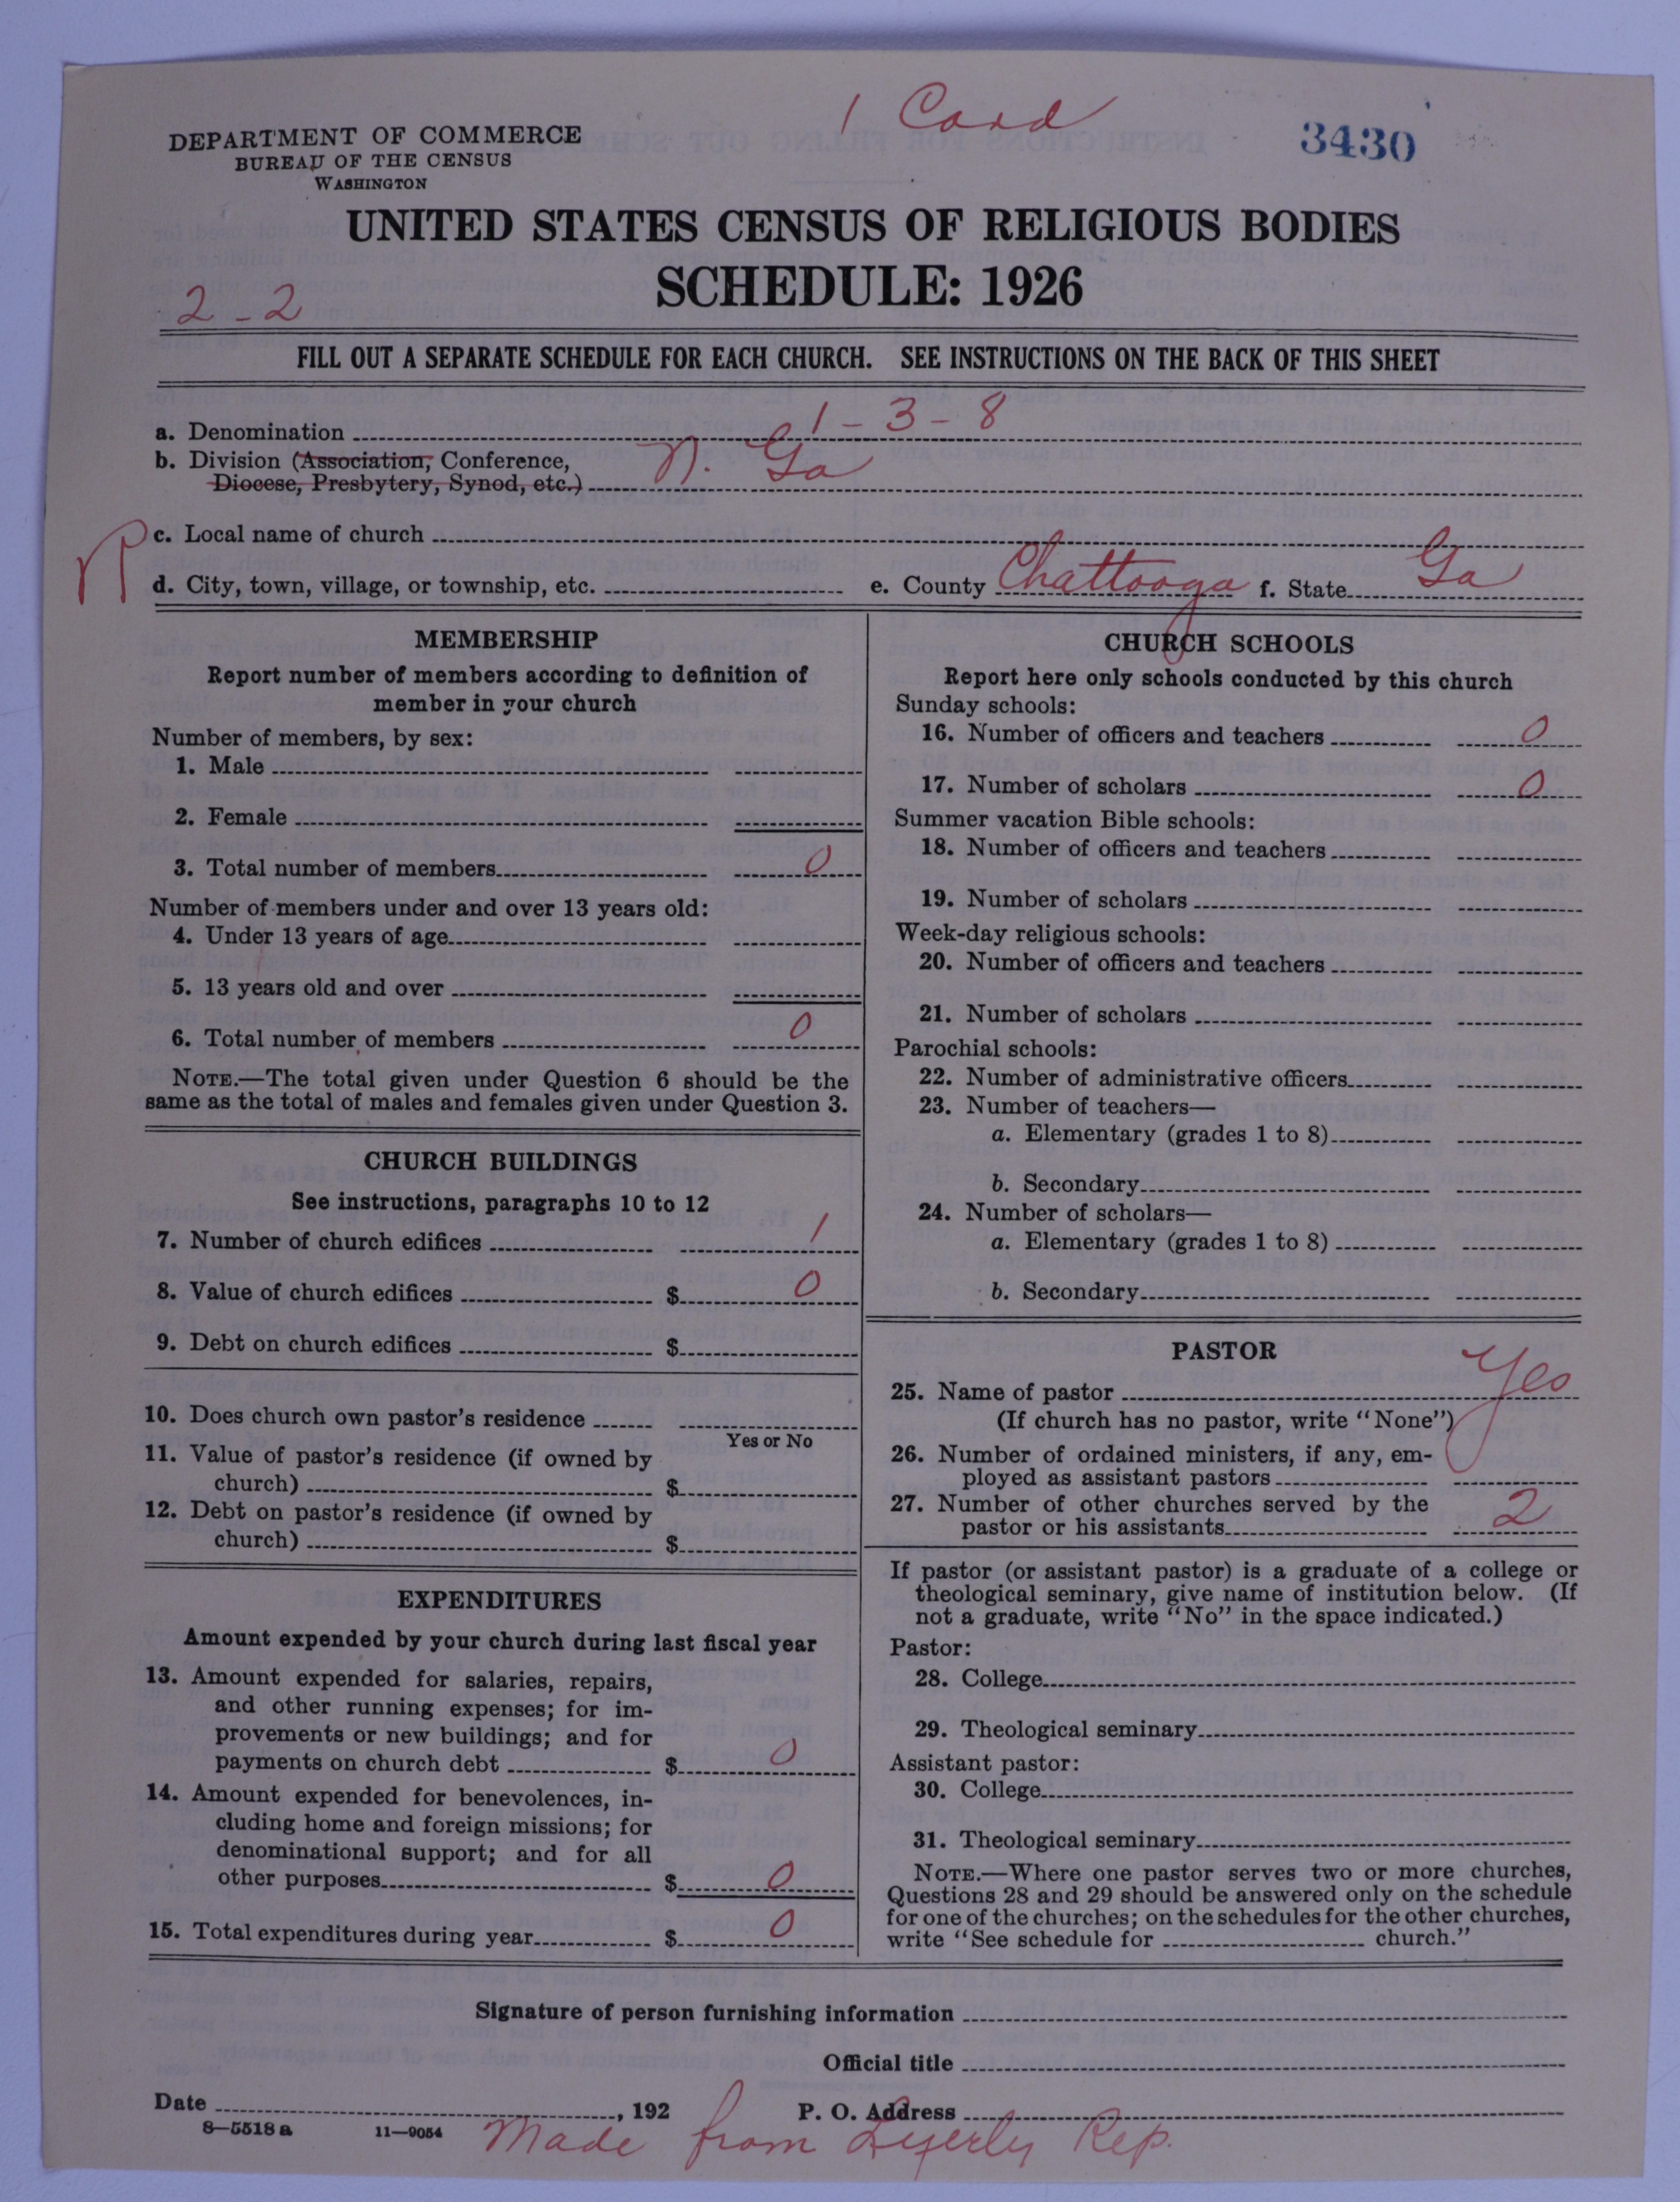 1 Card
3430
DEPARTMENT OF COMMERCE
BUREAU OF THE CENSUS
WASHINGTON
UNITED STATES CENSUS OF RELIGIOUS BODIES
SCHEDULE: 1926
2-2
FILL OUT A SEPARATE SCHEDULE FOR EACH CHURCH. SEE INSTRUCTIONS ON THE BACK OF THIS SHEET
a. Denomination 1-3-8
b. Division (Association, Conference,
Diocese, Presbytery, Synod, etc.) N. Ga
c. Local name of church
R
d. City, town, village, or township, etc. e. County Chattooga f. State Ga
MEMBERSHIP
Report number of members according to definition of
member in your church
Number of members, by sex:
1. Male
2. Female
3. Total number of members 0
Number of members under and over 13 years old:
4. Under 13 years of age
5. 13 years old and over
6. Total number of members 0
NOTE.—The total given under Question 6 should be the
same as the total of males and females given under Question 3.
CHURCH BUILDINGS
See instructions, paragraphs 10 to 12
7. Number of church edifices 1
8. Value of church edifices $ 0
9. Debt on church edifices $
10. Does church own pastor's residence
Yes or No
11. Value of pastor's residence (if owned by
church) $
12. Debt on pastor's residence (if owned by
church) $
EXPENDITURES
Amount expended by your church during last fiscal year
13. Amount expended for salaries, repairs,
and other running expenses; for im-
provements or new buildings; and for
payments on church debt $ 0
14. Amount expended for benevolences, in-
cluding home and foreign missions; for
denominational support; and for all
other purposes $ 0
15. Total expenditures during year $ 0
CHURCH SCHOOLS
Report here only schools conducted by this church
Sunday schools:
16. Number of officers and teachers 0
17. Number of scholars 0
Summer vacation Bible schools:
18. Number of officers and teachers
19. Number of scholars
Week-day religious schools:
20. Number of officers and teachers
21. Number of scholars
Parochial schools:
22. Number of administrative officers
23. Number of teachers—
a. Elementary (grades 1 to 8)
b. Secondary
24. Number of scholars—
a. Elementary (grades 1 to 8)
b. Secondary
PASTOR
25. Name of pastor Yes
(If church has no pastor, write "None")
26. Number of ordained ministers, if any, em-
ployed as assistant pastors
27. Number of other churches served by the
pastor or his assistants 2
If pastor (or assistant pastor) is a graduate of a college or
theological seminary, give name of institution below. (If
not a graduate, write "No" in the space indicated.)
Pastor:
28. College
29. Theological seminary
Assistant pastor:
30. College
31. Theological seminary
NOTE.—Where one pastor serves two or more churches,
Questions 28 and 29 should be answered only on the schedule
for one of the churches; on the schedules for the other churches,
write "See schedule for church."
Signature of person furnishing information
Official title
Date , 192 P. O. Address
8—5518a 11—9054
Made from Lyerly Rep.